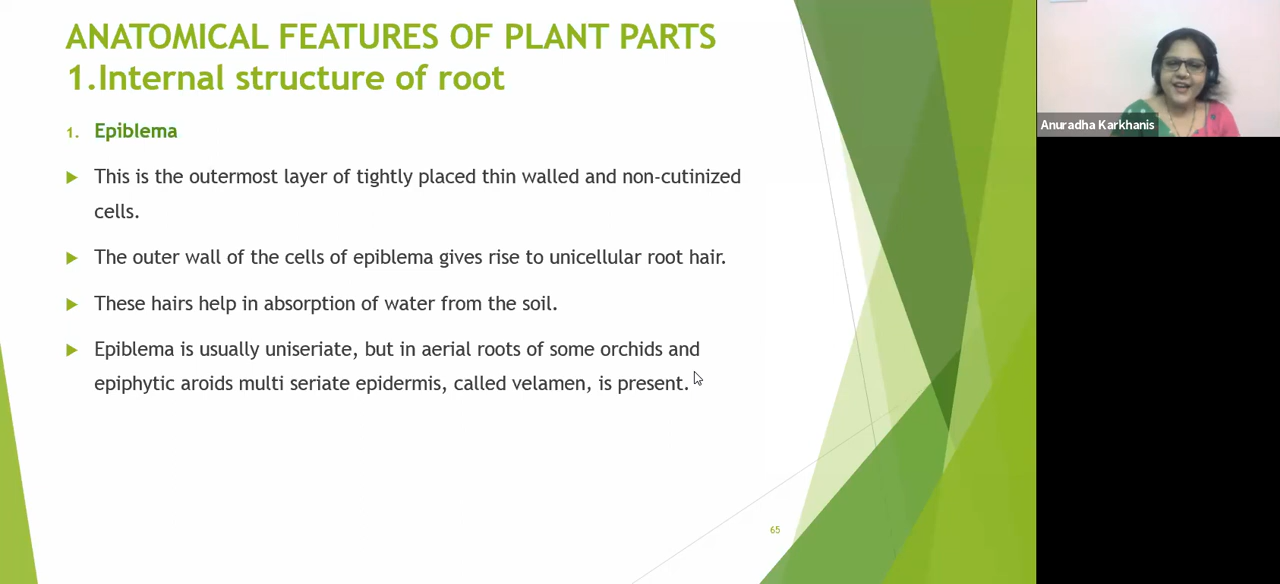 ANATOMICAL FEATURES OF PLANT PARTS
1.Internal structure of root
1. Epiblema
This is the outermost layer of tightly placed thin walled and non-cutinized
cells.
The outer wall of the cells of epiblema gives rise to unicellular root hair.
These hairs help in absorption of water from the soil.
Epiblema is usually uniseriate, but in aerial roots of some orchids and
epiphytic aroids multi seriate epidermis, called velamen, is present.
65
Anuradha Karkhanis